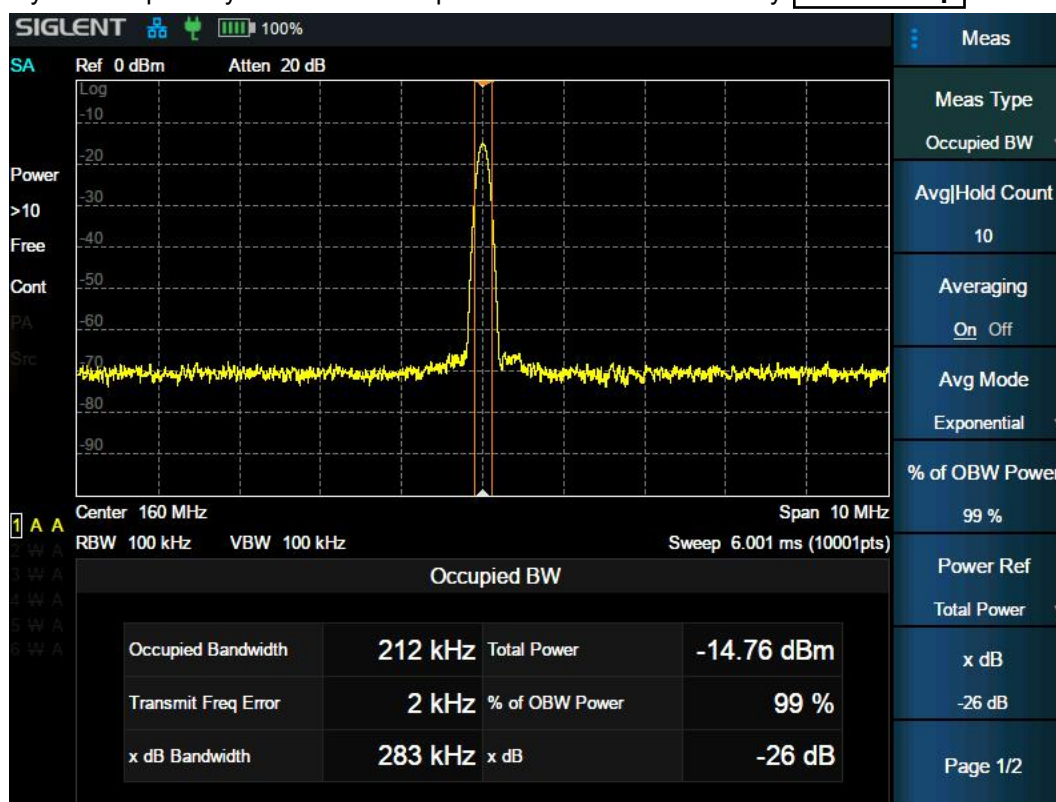 SIGLENT 100%
Meas
SA Ref 0 dBm Atten 20 dB
Log
-10
-20
-30
-40
-50
-60
-70
-80
-90
Power
>10
Free
Cont
PA
Src
Center 160 MHz Span 10 MHz
RBW 100 kHz VBW 100 kHz Sweep 6.001 ms (10001pts)
1 A A
2 W A
3 W A
4 W A
5 W A
6 W A
Occupied BW
Occupied Bandwidth 212 kHz Total Power -14.76 dBm
Transmit Freq Error 2 kHz % of OBW Power 99 %
x dB Bandwidth 283 kHz x dB -26 dB
Meas Type
Occupied BW
Avg|Hold Count
10
Averaging
On Off
Avg Mode
Exponential
% of OBW Power
99 %
Power Ref
Total Power
x dB
-26 dB
Page 1/2